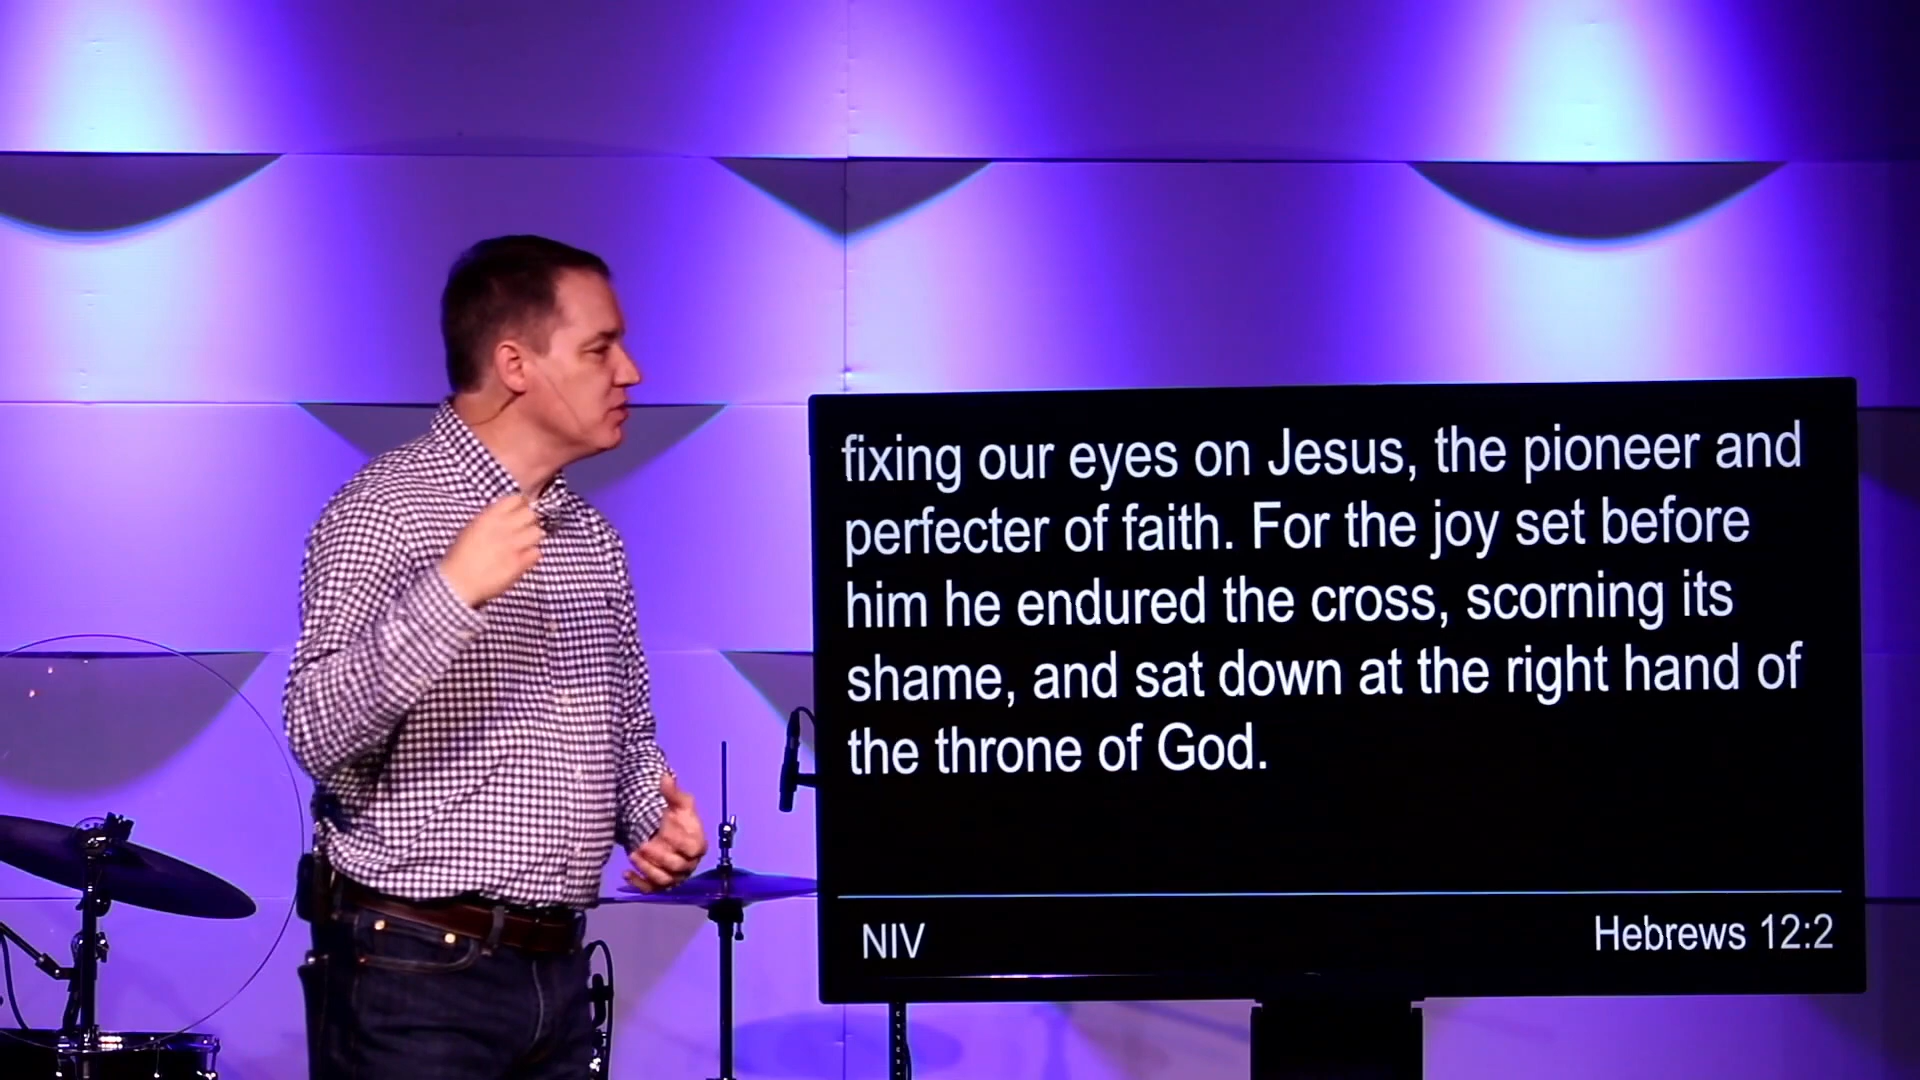 fixing our eyes on Jesus, the pioneer and
perfecter of faith. For the joy set before
him he endured the cross, scorning its
shame, and sat down at the right hand of
the throne of God.
NIV
Hebrews 12:2